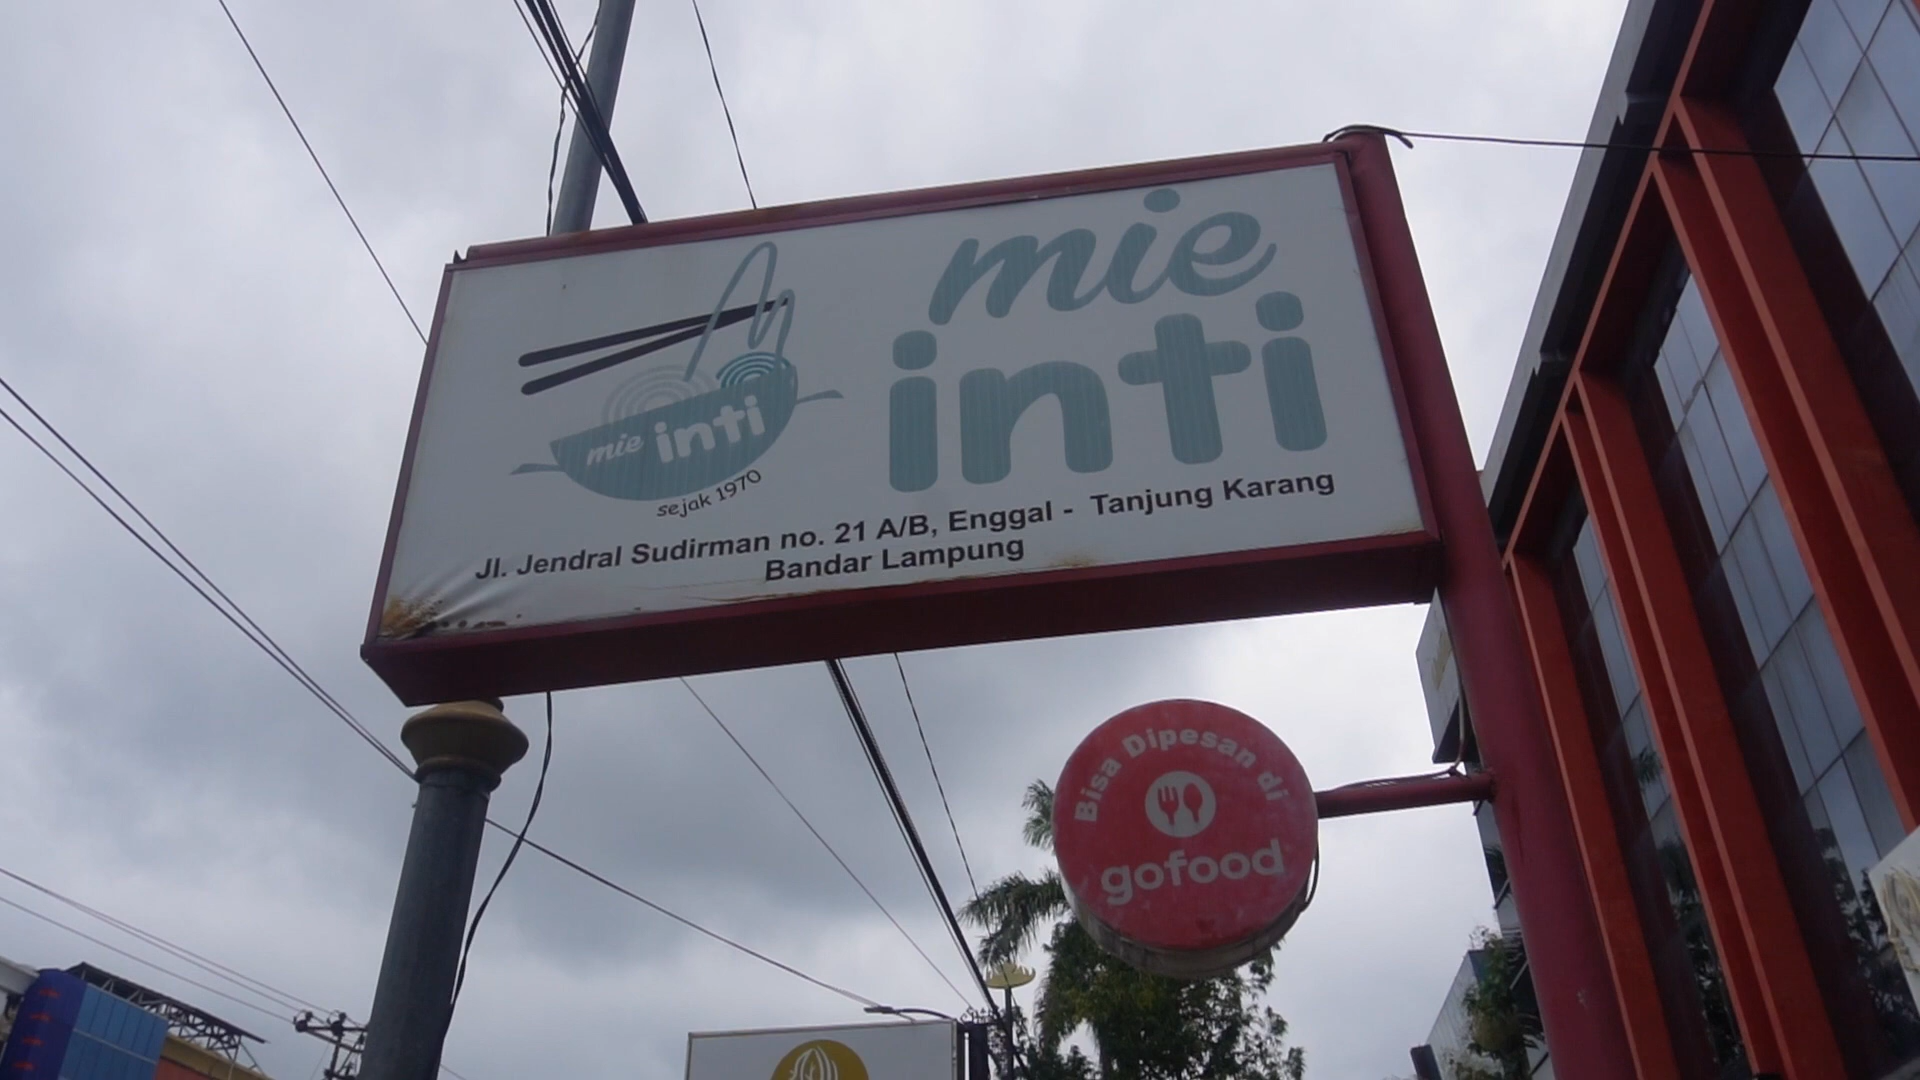 mie
inti
mie inti
sejak 1970
Jl. Jendral Sudirman no. 21 A/B, Enggal - Tanjung Karang
Bandar Lampung
Bisa Dipesan di
gofood